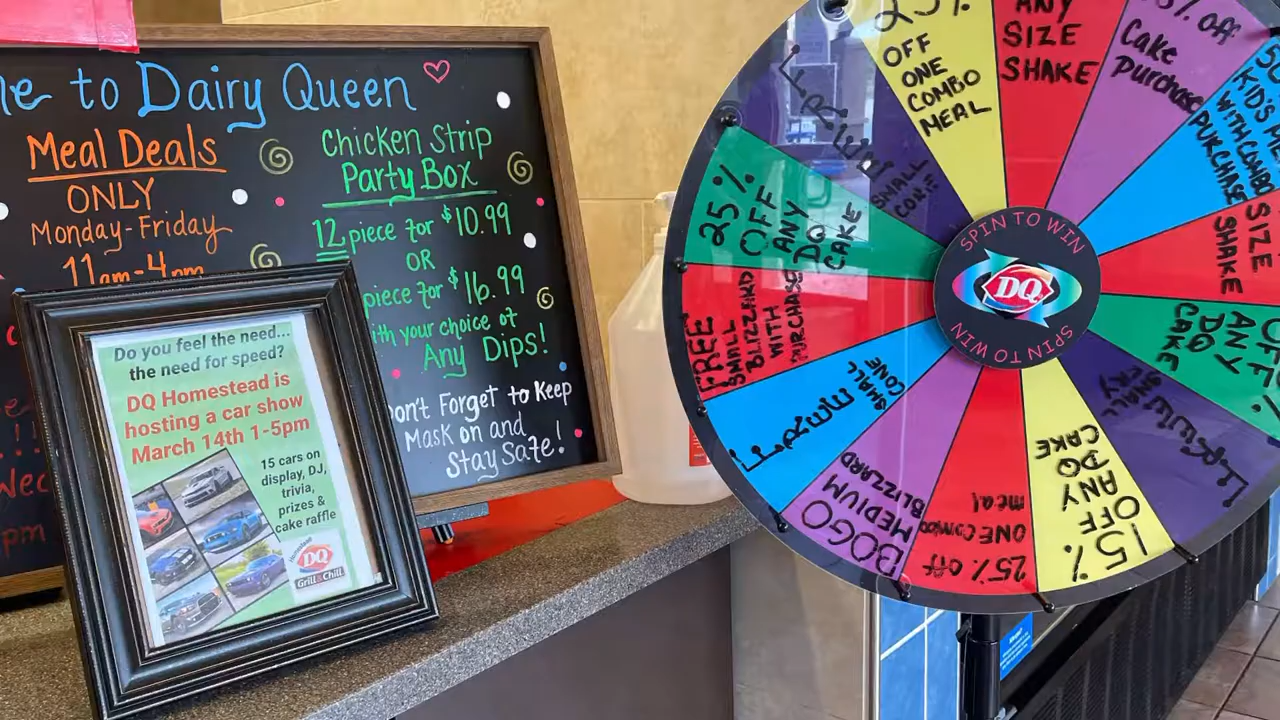 to Dairy Queen
Meal Deals
ONLY
Monday-Friday
11am-4pm
Chicken Strip
Party Box
12 piece for $10.99
OR
piece for $16.99
with your choice of
Any Dips!
Don't Forget to Keep
Mask on and
Stay Safe!
Do you feel the need...
the need for speed?
DQ Homestead is
hosting a car show
March 14th 1-5pm
15 cars on
display, DJ,
trivia,
prizes &
cake raffle
Homestead
DQ
Grill & Chill
SPIN TO WIN
DQ
SPIN TO WIN
25%
OFF
ONE
COMBO
MEAL
ANY
SIZE
SHAKE
% off
Cake
Purchase
KID'S
WITH COMBO
PURCHASE
SIZE
SHAKE
ANY
DQ
CAKE
SMALL
15%
OFF
ANY
DQ
CAKE
25% off
ONE COMBO
meal
BOGO
MEDIUM
BLIZZARD
FREE
SMALL
CONE
FREE
SMALL
BLIZZARD
WITH
PURCHASE
25%
OFF
ANY
DQ
CAKE
FREE
SMALL